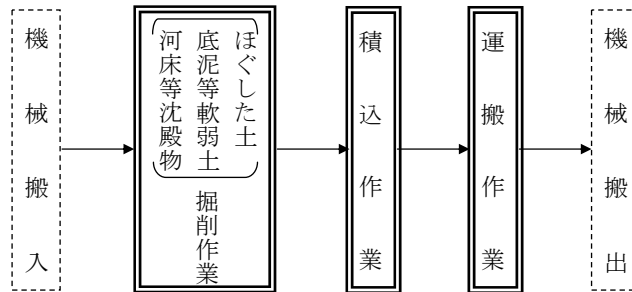 機械搬入
ほぐした土
底泥等軟弱土
河床等沈殿物
掘削作業
積込作業
運搬作業
機械搬出